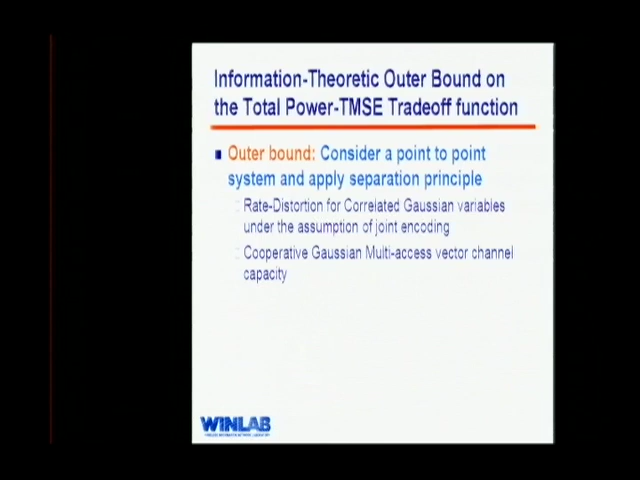 Information-Theoretic Outer Bound on
the Total Power-TMSE Tradeoff function
Outer bound: Consider a point to point
system and apply separation principle
Rate-Distortion for Correlated Gaussian variables
under the assumption of joint encoding
Cooperative Gaussian Multi-access vector channel
capacity
WINLAB